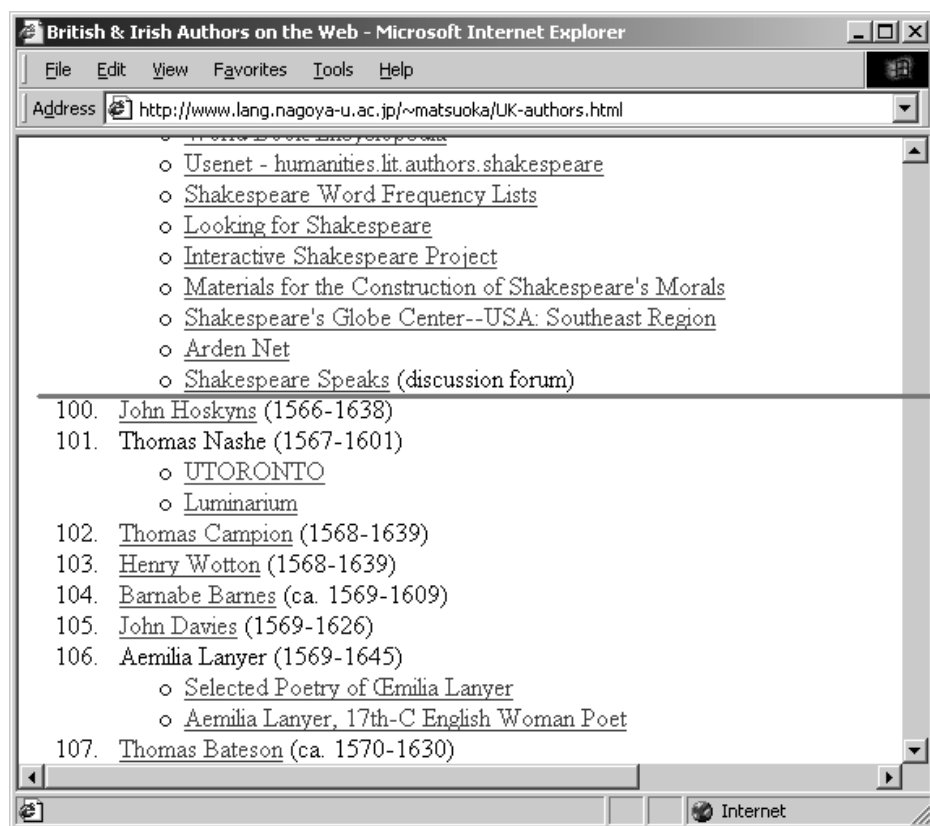 British & Irish Authors on the Web - Microsoft Internet Explorer
File Edit View Favorites Tools Help
Address http://www.lang.nagoya-u.ac.jp/~matsuoka/UK-authors.html
World Book Encyclopedia
Usenet - humanities.lit.authors.shakespeare
Shakespeare Word Frequency Lists
Looking for Shakespeare
Interactive Shakespeare Project
Materials for the Construction of Shakespeare's Morals
Shakespeare's Globe Center--USA: Southeast Region
Arden Net
Shakespeare Speaks (discussion forum)
100. John Hoskyns (1566-1638)
101. Thomas Nashe (1567-1601)
UTORONTO
Luminarium
102. Thomas Campion (1568-1639)
103. Henry Wotton (1568-1639)
104. Barnabe Barnes (ca. 1569-1609)
105. John Davies (1569-1626)
106. Aemilia Lanyer (1569-1645)
Selected Poetry of Œmilia Lanyer
Aemilia Lanyer, 17th-C English Woman Poet
107. Thomas Bateson (ca. 1570-1630)
Internet